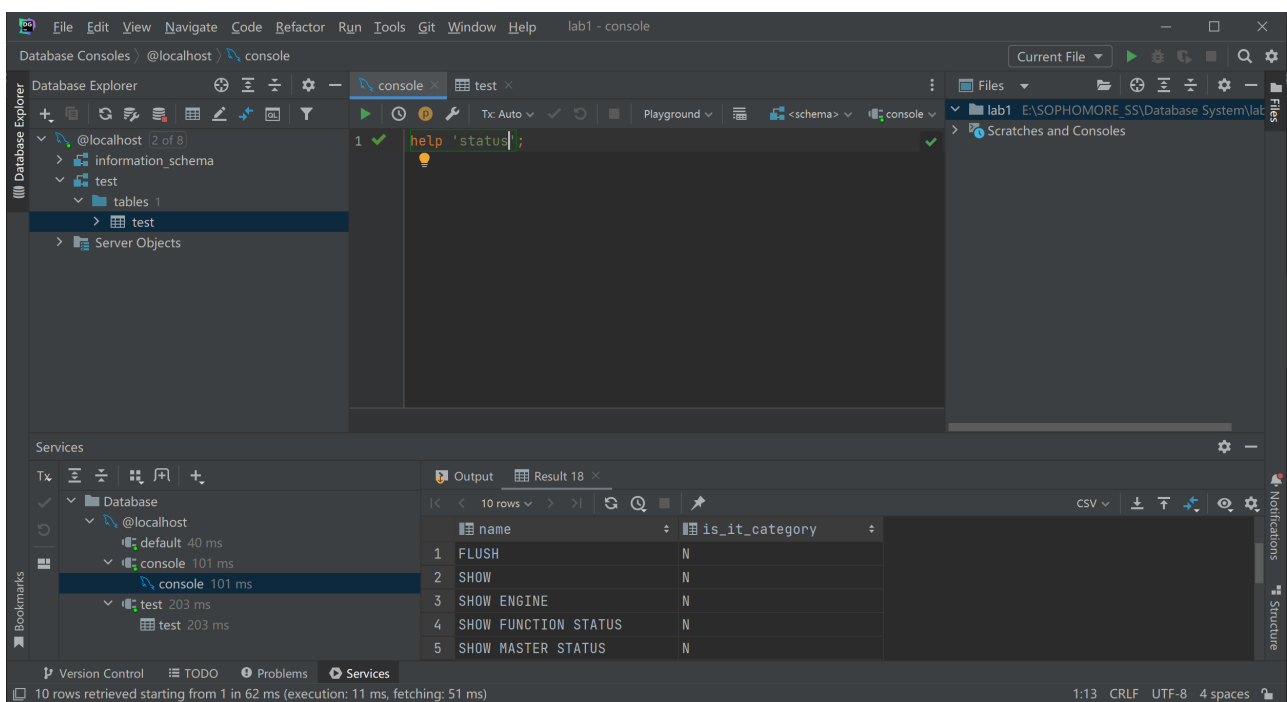 DG File Edit View Navigate Code Refactor Run Tools Git Window Help lab1 - console
Database Consoles @localhost console Current File
Database Explorer console test Files
Tx: Auto Playground <schema> console
@localhost 2 of 8
information_schema
test
tables 1
test
Server Objects
1 help 'status';
lab1 E:\SOPHOMORE_SS\Database System\lab
Scratches and Consoles
Database Explorer
Files
Services
Tx
Database
@localhost
default 40 ms
console 101 ms
console 101 ms
test 203 ms
test 203 ms
Output Result 18
10 rows CSV
name is_it_category
1 FLUSH N
2 SHOW N
3 SHOW ENGINE N
4 SHOW FUNCTION STATUS N
5 SHOW MASTER STATUS N
Bookmarks
Notifications
Structure
Version Control TODO Problems Services
10 rows retrieved starting from 1 in 62 ms (execution: 11 ms, fetching: 51 ms) 1:13 CRLF UTF-8 4 spaces